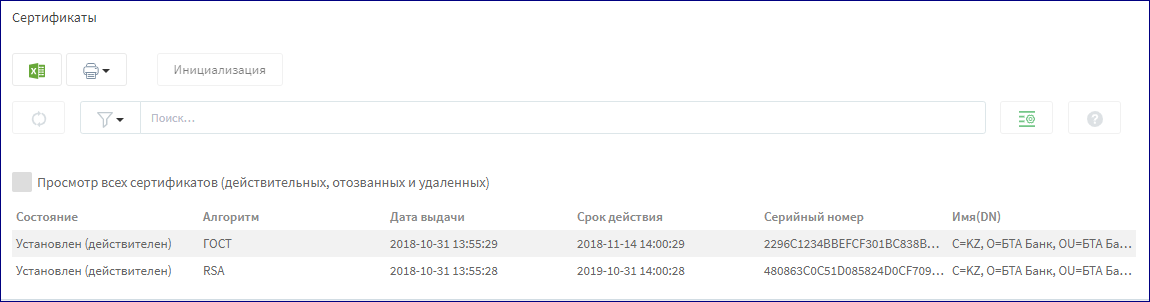 Сертификаты
Инициализация
Поиск...
Просмотр всех сертификатов (действительных, отозванных и удаленных)
Состояние Алгоритм Дата выдачи Срок действия Серийный номер Имя(DN)
Установлен (действителен) ГОСТ 2018-10-31 13:55:29 2018-11-14 14:00:29 2296C1234BBEFCF301BC838B... C=KZ, O=БТА Банк, OU=БТА Ба...
Установлен (действителен) RSA 2018-10-31 13:55:28 2019-10-31 14:00:28 480863C0C51D085824D0CF709... C=KZ, O=БТА Банк, OU=БТА Ба...